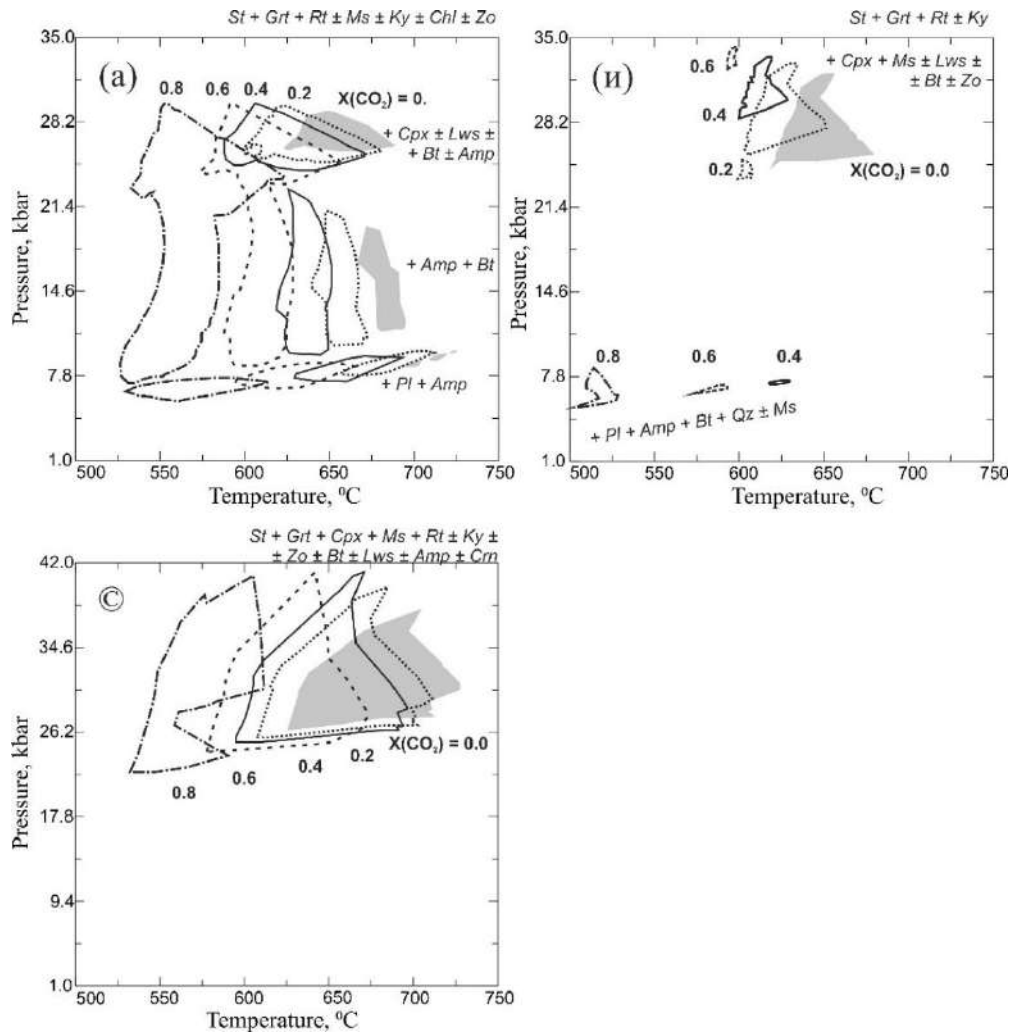 St + Grt + Rt ± Ms ± Ky ± Chl ± Zo
35.0
28.2
21.4
14.6
7.8
1.0
Pressure, kbar
(а)
0.8
0.6
0.4
0.2
X(CO₂) = 0.
+ Cpx ± Lws ±
+ Bt ± Amp
+ Amp + Bt
+ Pl + Amp
500
550
600
650
700
750
Temperature, ⁰C
St + Grt + Rt ± Ky
35.0
28.2
21.4
14.6
7.8
1.0
Pressure, kbar
(и)
0.6
+ Cpx + Ms ± Lws ±
± Bt ± Zo
0.4
0.2
X(CO₂) = 0.0
0.8
0.6
0.4
+ Pl + Amp + Bt + Qz ± Ms
500
550
600
650
700
750
Temperature, ⁰C
St + Grt + Cpx + Ms + Rt ± Ky ±
± Zo ± Bt ± Lws ± Amp ± Crn
42.0
34.6
26.2
17.8
9.4
1.0
Pressure, kbar
©
X(CO₂) = 0.0
0.2
0.4
0.6
0.8
500
550
600
650
700
750
Temperature, ⁰C